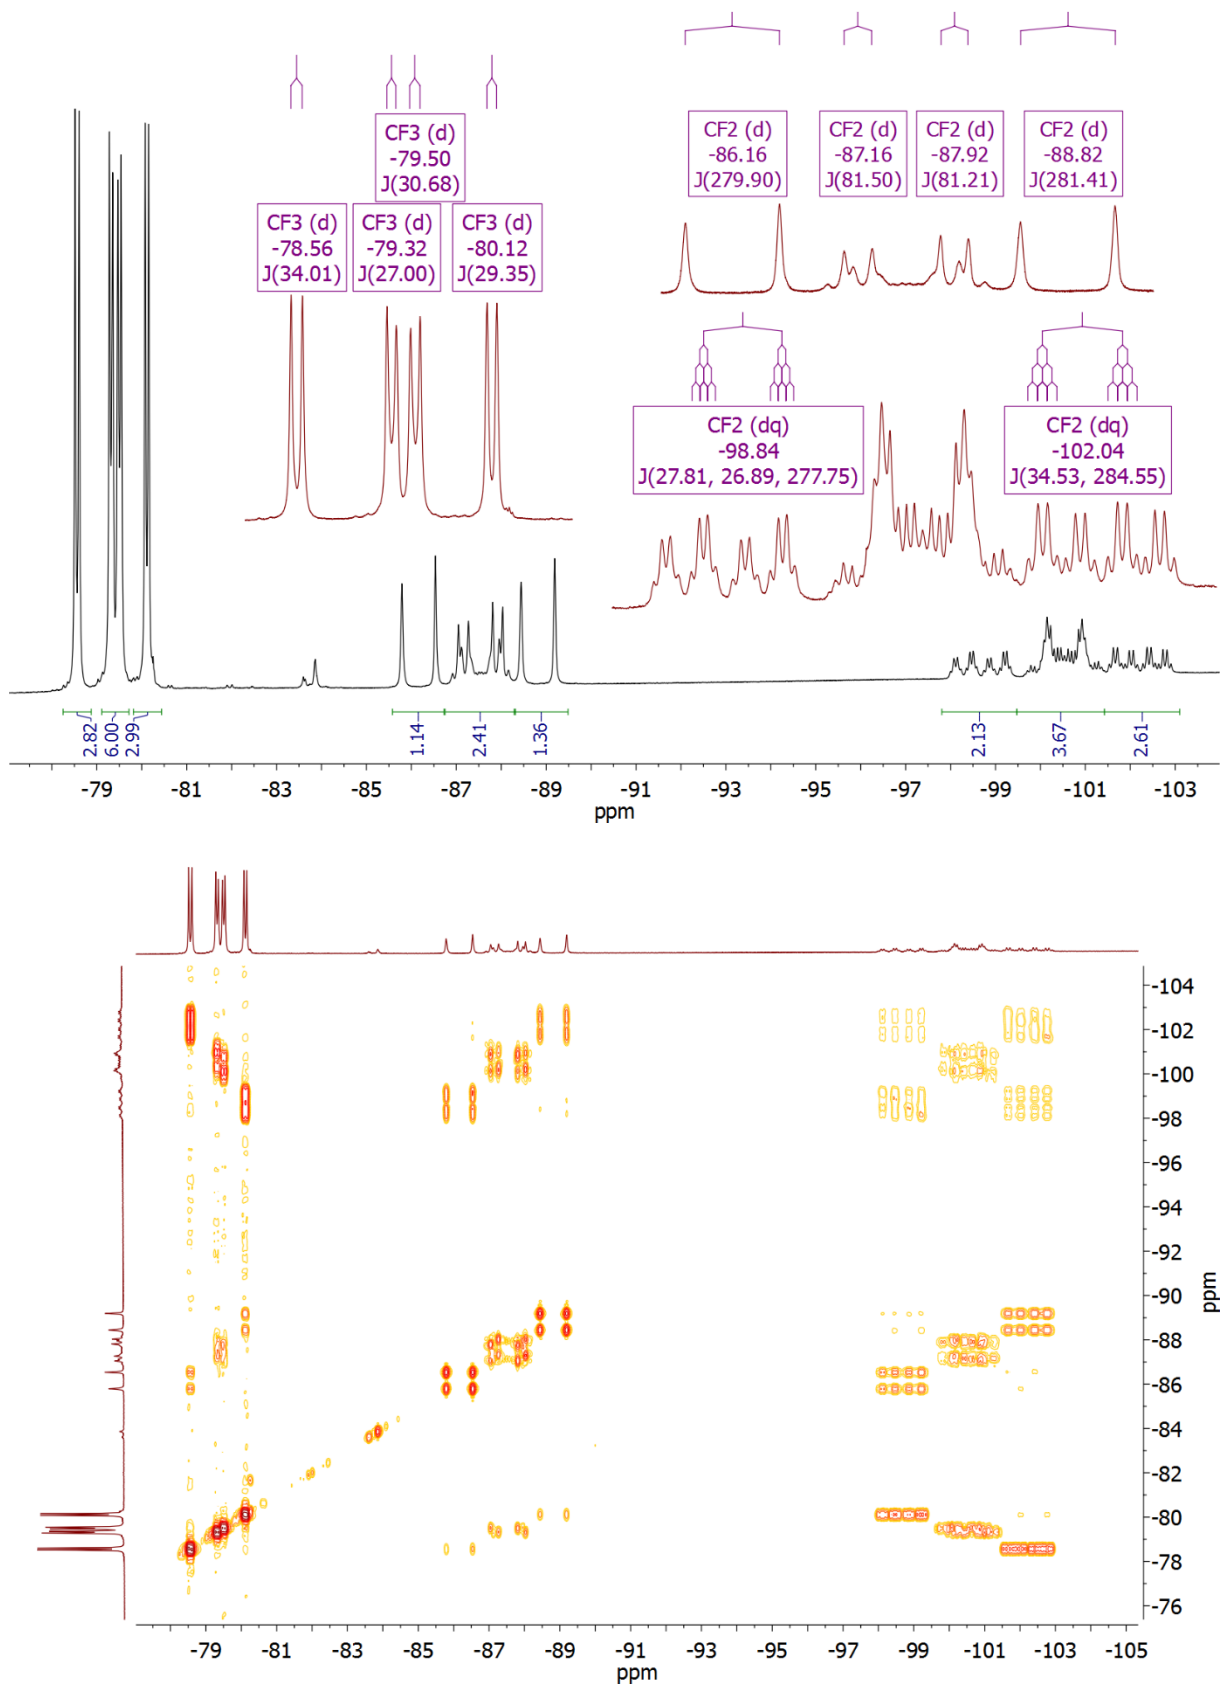 CF3 (d)
-79.50
J(30.68)
CF3 (d)
-78.56
J(34.01)
CF3 (d)
-79.32
J(27.00)
CF3 (d)
-80.12
J(29.35)
CF2 (d)
-86.16
J(279.90)
CF2 (d)
-87.16
J(81.50)
CF2 (d)
-87.92
J(81.21)
CF2 (d)
-88.82
J(281.41)
CF2 (dq)
-98.84
J(27.81, 26.89, 277.75)
CF2 (dq)
-102.04
J(34.53, 284.55)
2.82
6.00
2.99
1.14
2.41
1.36
2.13
3.67
2.61
-79 -81 -83 -85 -87 -89 -91 -93 -95 -97 -99 -101 -103
ppm
-104
-102
-100
-98
-96
-94
-92
-90
-88
-86
-84
-82
-80
-78
-76
ppm
-79 -81 -83 -85 -87 -89 -91 -93 -95 -97 -99 -101 -103 -105
ppm